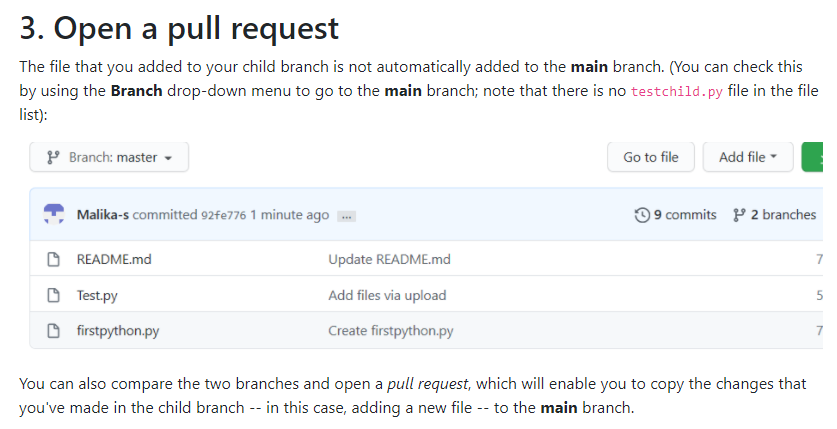 3. Open a pull request
The file that you added to your child branch is not automatically added to the main branch. (You can check this
by using the Branch drop-down menu to go to the main branch; note that there is no testchild.py file in the file
list):
Branch: master Go to file Add file
Malika-s committed 92fe776 1 minute ago ... 9 commits 2 branches
README.md Update README.md 7
Test.py Add files via upload 5
firstpython.py Create firstpython.py 7
You can also compare the two branches and open a pull request, which will enable you to copy the changes that
you've made in the child branch -- in this case, adding a new file -- to the main branch.